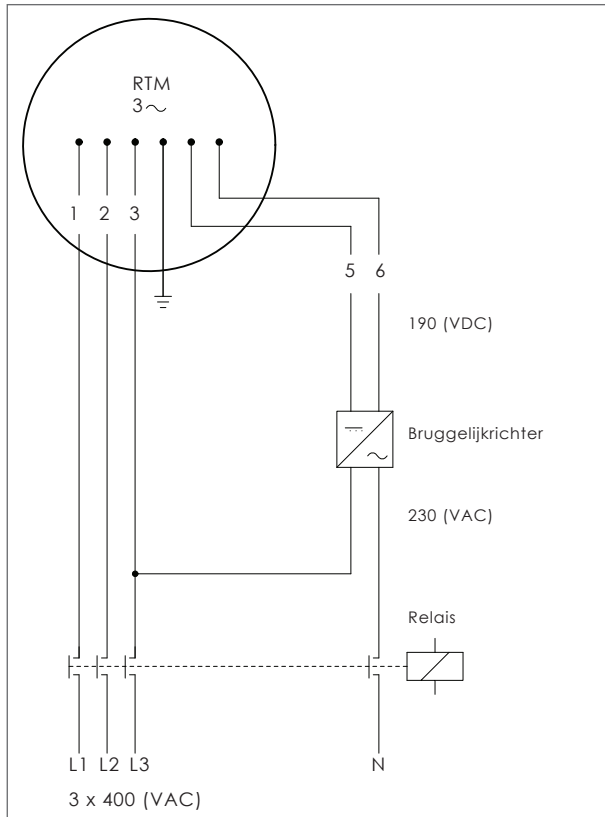 RTM
3~
1 2 3
5 6
190 (VDC)
Bruggelijkrichter
230 (VAC)
Relais
L1 L2 L3 N
3 x 400 (VAC)